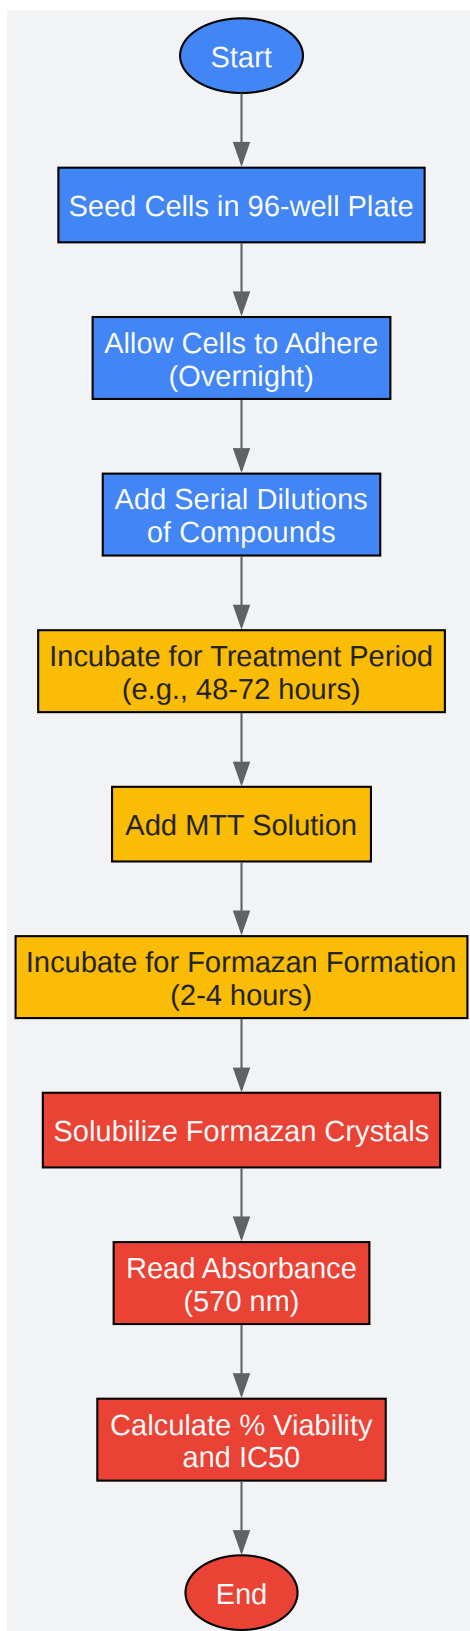 Start
Seed Cells in 96-well Plate
Allow Cells to Adhere
(Overnight)
Add Serial Dilutions
of Compounds
Incubate for Treatment Period
(e.g., 48-72 hours)
Add MTT Solution
Incubate for Formazan Formation
(2-4 hours)
Solubilize Formazan Crystals
Read Absorbance
(570 nm)
Calculate % Viability
and IC50
End